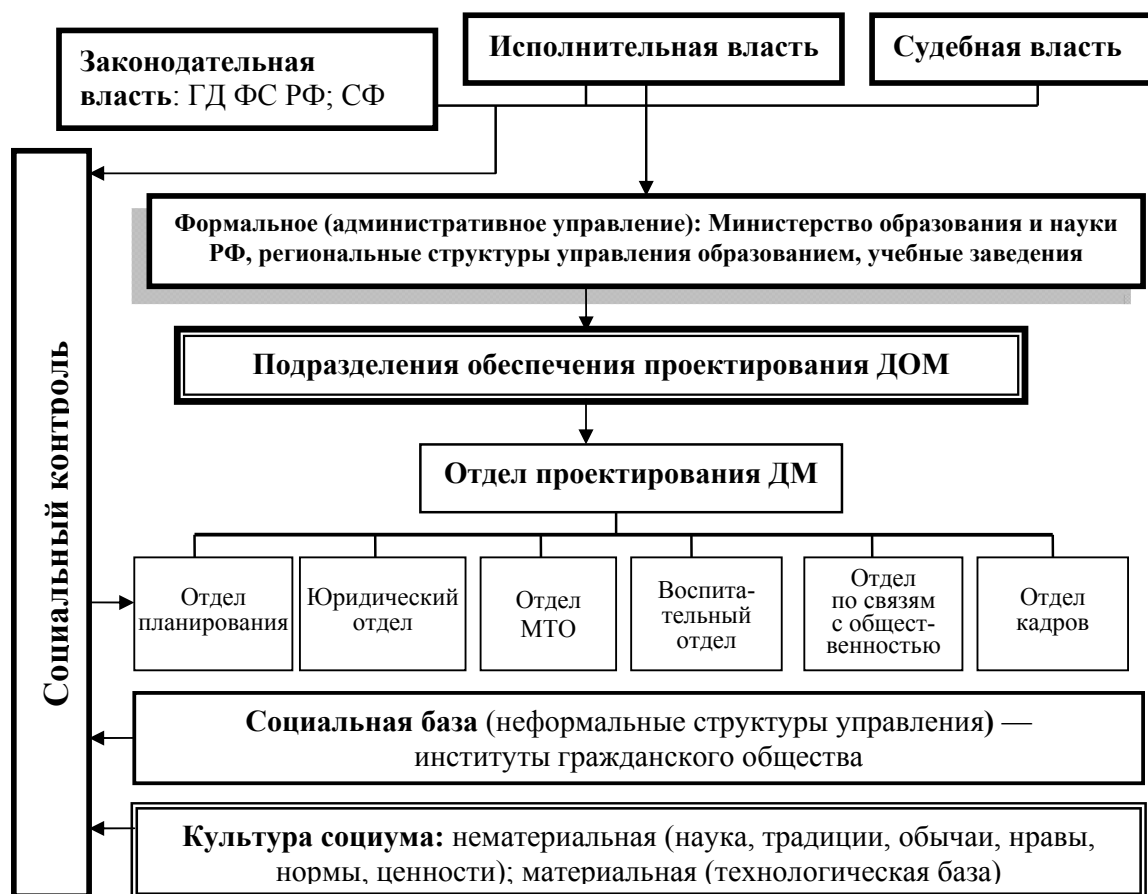 Законодательная
власть: ГД ФС РФ; СФ
Исполнительная власть
Судебная власть
Социальный контроль
Формальное (административное управление): Министерство образования и науки
РФ, региональные структуры управления образованием, учебные заведения
Подразделения обеспечения проектирования ДОМ
Отдел проектирования ДМ
Отдел
планирования
Юридический
отдел
Отдел
МТО
Воспита-
тельный
отдел
Отдел
по связям
с общест-
венностью
Отдел
кадров
Социальная база (неформальные структуры управления) —
институты гражданского общества
Культура социума: нематериальная (наука, традиции, обычаи, нравы,
нормы, ценности); материальная (технологическая база)